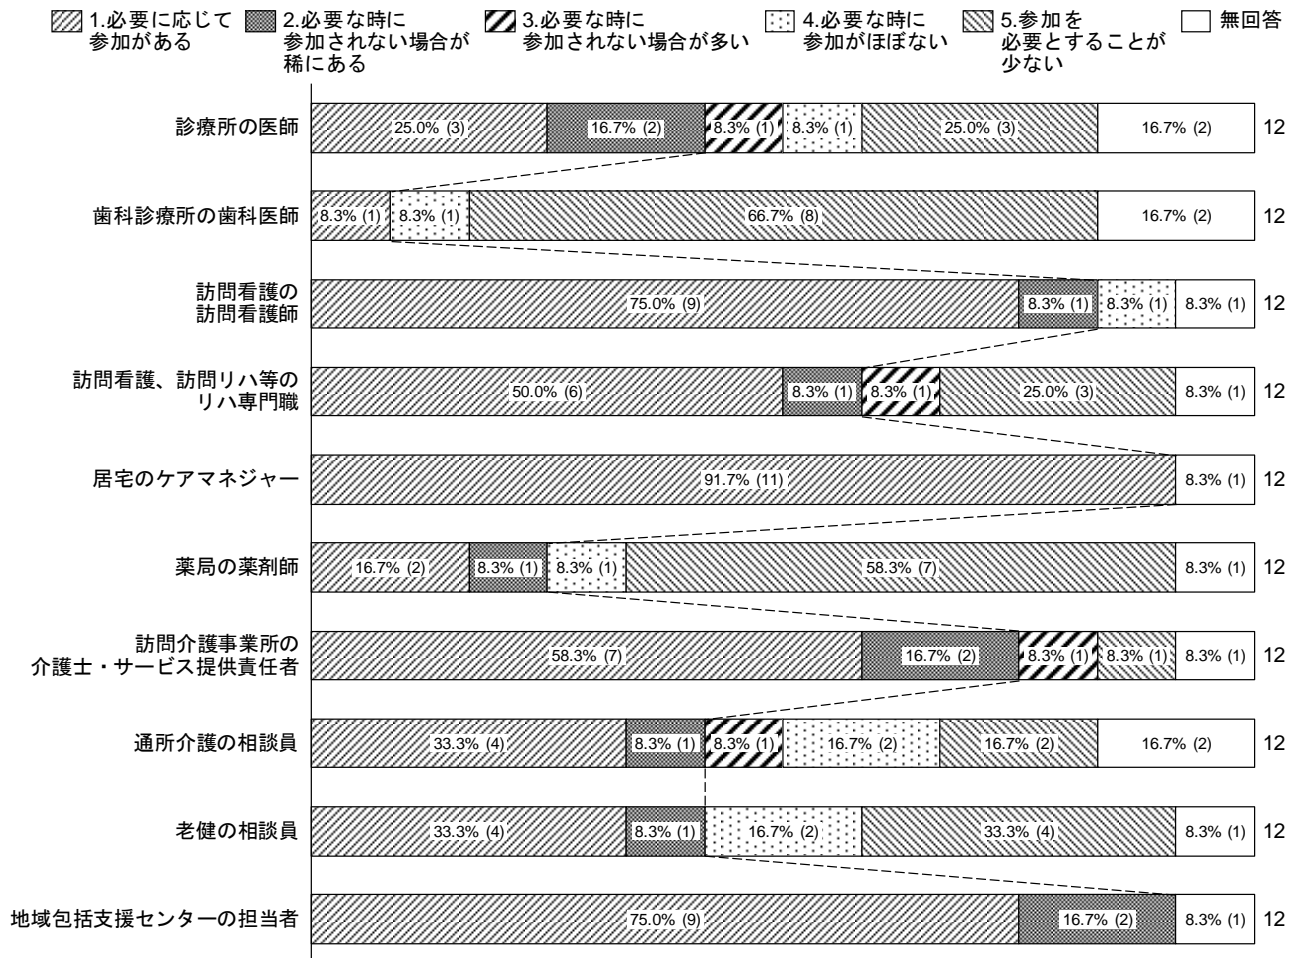 1.必要に応じて
参加がある
2.必要な時に
参加されない場合が
稀にある
3.必要な時に
参加されない場合が多い
4.必要な時に
参加がほぼない
5.参加を
必要とすることが
少ない
無回答
診療所の医師
25.0% (3) 16.7% (2) 8.3% (1) 8.3% (1) 25.0% (3) 16.7% (2) 12
歯科診療所の歯科医師
8.3% (1) 8.3% (1) 66.7% (8) 16.7% (2) 12
訪問看護の
訪問看護師
75.0% (9) 8.3% (1) 8.3% (1) 8.3% (1) 12
訪問看護、訪問リハ等の
リハ専門職
50.0% (6) 8.3% (1) 8.3% (1) 25.0% (3) 8.3% (1) 12
居宅のケアマネジャー
91.7% (11) 8.3% (1) 12
薬局の薬剤師
16.7% (2) 8.3% (1) 8.3% (1) 58.3% (7) 8.3% (1) 12
訪問介護事業所の
介護士・サービス提供責任者
58.3% (7) 16.7% (2) 8.3% (1) 8.3% (1) 8.3% (1) 12
通所介護の相談員
33.3% (4) 8.3% (1) 8.3% (1) 16.7% (2) 16.7% (2) 16.7% (2) 12
老健の相談員
33.3% (4) 8.3% (1) 16.7% (2) 33.3% (4) 8.3% (1) 12
地域包括支援センターの担当者
75.0% (9) 16.7% (2) 8.3% (1) 12